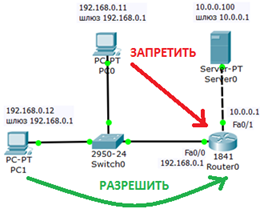 192.168.0.11
шлюз 192.168.0.1
10.0.0.100
шлюз 10.0.0.1
PC-PT
PC0
ЗАПРЕТИТЬ
Server-PT
Server0
192.168.0.12
шлюз 192.168.0.1
10.0.0.1
Fa0/1
PC-PT
PC1
2950-24
Switch0
Fa0/0
192.168.0.1
1841
Router0
РАЗРЕШИТЬ